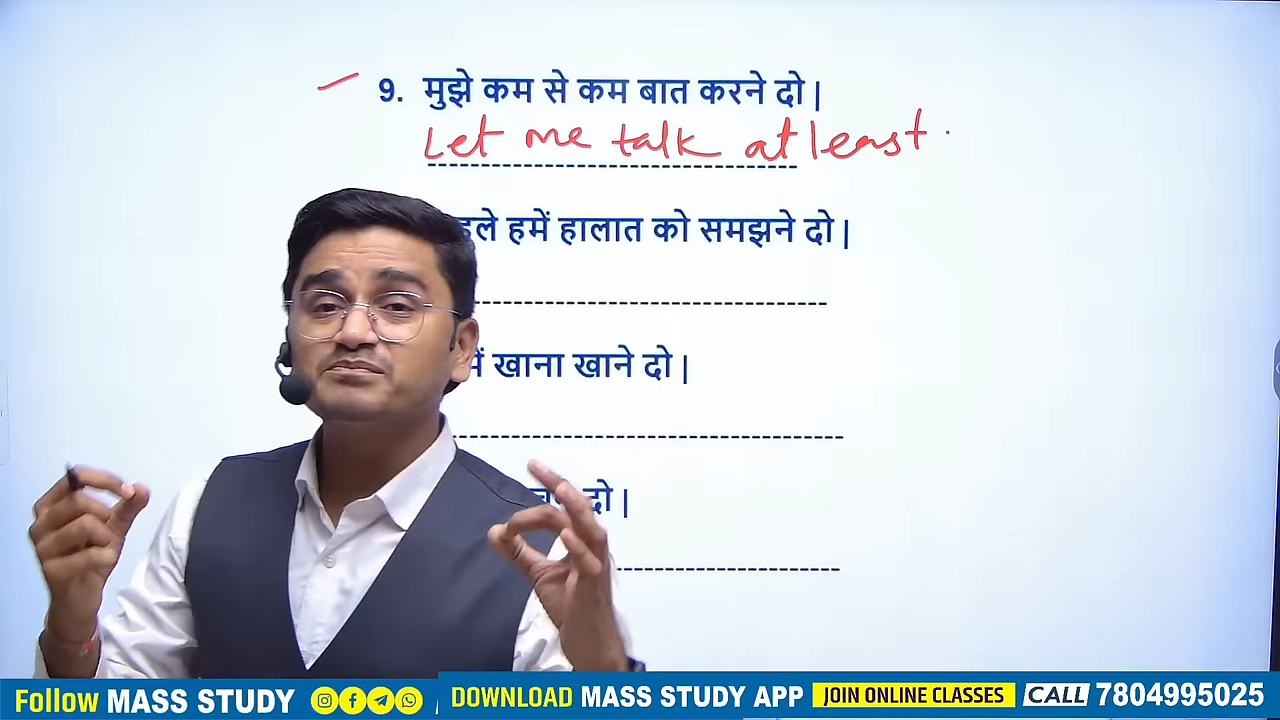 9. मुझे कम से कम बात करने दो |
Let me talk at least.
हमें हालात को समझने दो |
खाना खाने दो |
दो |
Follow MASS STUDY DOWNLOAD MASS STUDY APP JOIN ONLINE CLASSES CALL 7804995025